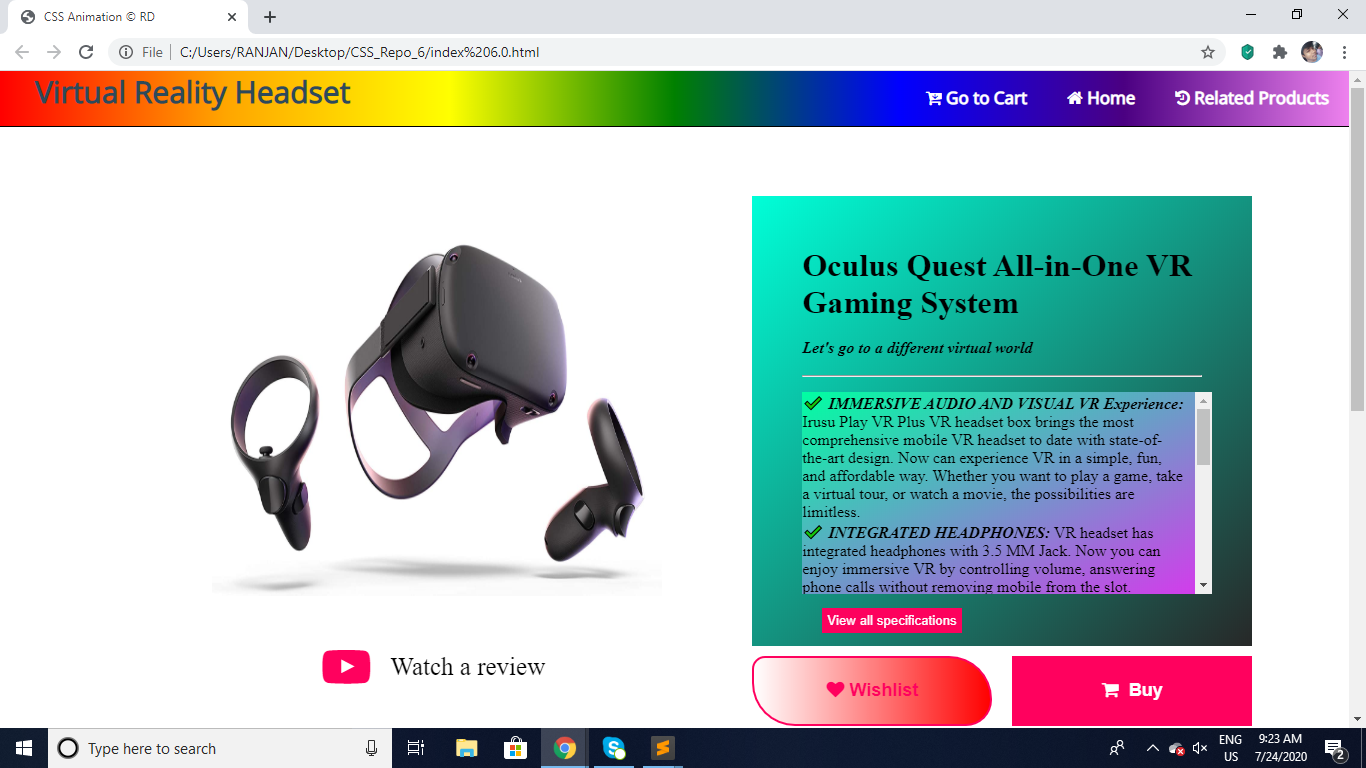 CSS Animation © RD
File C:/Users/RANJAN/Desktop/CSS_Repo_6/index%206.0.html
Virtual Reality Headset
Go to Cart Home Related Products
Oculus Quest All-in-One VR
Gaming System
Let's go to a different virtual world
IMMERSIVE AUDIO AND VISUAL VR Experience:
Irusu Play VR Plus VR headset box brings the most
comprehensive mobile VR headset to date with state-of-
the-art design. Now can experience VR in a simple, fun,
and affordable way. Whether you want to play a game, take
a virtual tour, or watch a movie, the possibilities are
limitless.
INTEGRATED HEADPHONES: VR headset has
integrated headphones with 3.5 MM Jack. Now you can
enjoy immersive VR by controlling volume, answering
phone calls without removing mobile from the slot.
View all specifications
Watch a review
Wishlist Buy
Type here to search
ENG
US
9:23 AM
7/24/2020
2